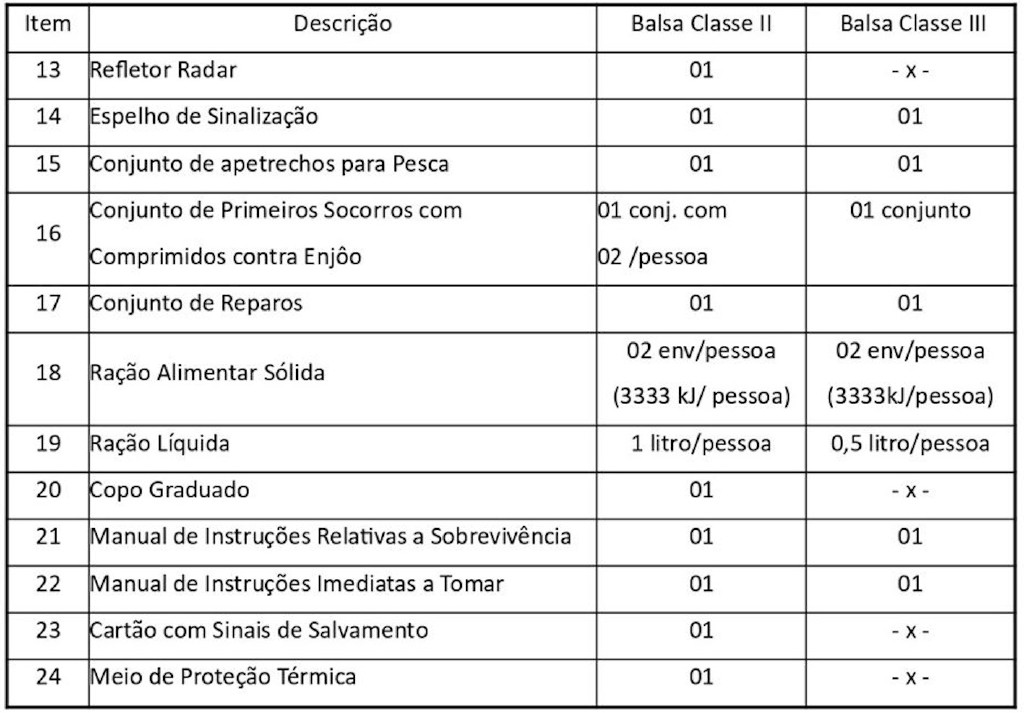 Item Descrição Balsa Classe II Balsa Classe III
13 Refletor Radar 01 - x -
14 Espelho de Sinalização 01 01
15 Conjunto de apetrechos para Pesca 01 01
16 Conjunto de Primeiros Socorros com 01 conj. com 01 conjunto
Comprimidos contra Enjôo 02 /pessoa
17 Conjunto de Reparos 01 01
18 Ração Alimentar Sólida 02 env/pessoa 02 env/pessoa
(3333 kJ/ pessoa) (3333kJ/pessoa)
19 Ração Líquida 1 litro/pessoa 0,5 litro/pessoa
20 Copo Graduado 01 - x -
21 Manual de Instruções Relativas a Sobrevivência 01 01
22 Manual de Instruções Imediatas a Tomar 01 01
23 Cartão com Sinais de Salvamento 01 - x -
24 Meio de Proteção Térmica 01 - x -